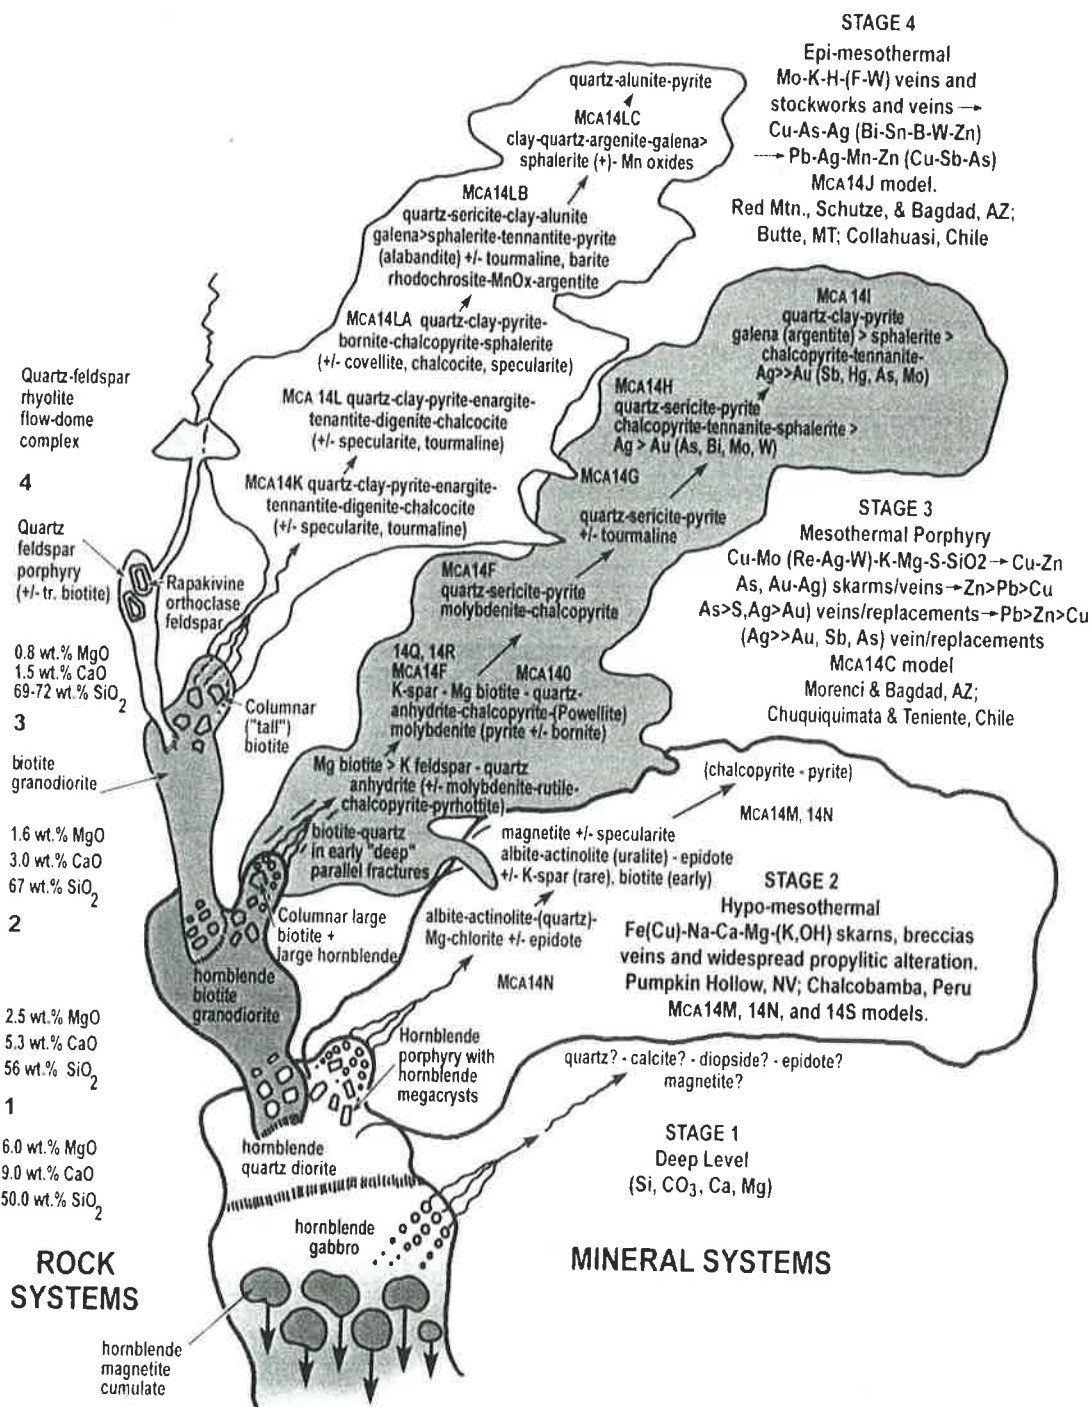 STAGE 4
Epi-mesothermal
Mo-K-H-(F-W) veins and
stockworks and veins →
Cu-As-Ag (Bi-Sn-B-W-Zn)
→ Pb-Ag-Mn-Zn (Cu-Sb-As)
McA14J model.
Red Mtn., Schutze, & Bagdad, AZ;
Butte, MT; Collahuasi, Chile
quartz-alunite-pyrite
McA14LC
clay-quartz-argenite-galena>
sphalerite (+)- Mn oxides
McA14LB
quartz-sericite-clay-alunite
galena>sphalerite-tennantite-pyrite
(alabandite) +/- tourmaline, barite
rhodochrosite-MnOx-argentite
McA14LA quartz-clay-pyrite-
bornite-chalcopyrite-sphalerite
(+/- covellite, chalcocite, specularite)
McA 14L quartz-clay-pyrite-enargite-
tenantite-digenite-chalcocite
(+/- specularite, tourmaline)
McA14K quartz-clay-pyrite-enargite-
tennantite-digenite-chalcocite
(+/- specularite, tourmaline)
McA 14I
quartz-clay-pyrite
galena (argentite) > sphalerite >
chalcopyrite-tennanite-
Ag>>Au (Sb, Hg, As, Mo)
McA14H
quartz-sericite-pyrite
chalcopyrite-tennanite-sphalerite >
Ag > Au (As, Bi, Mo, W)
McA14G
quartz-sericite-pyrite
+/- tourmaline
McA14F
quartz-sericite-pyrite
molybdenite-chalcopyrite
14Q, 14R
McA14F McA14O
K-spar - Mg biotite - quartz-
anhydrite-chalcopyrite-(Powellite)
molybdenite (pyrite +/- bornite)
Mg biotite > K feldspar - quartz
anhydrite (+/- molybdenite-rutile-
chalcopyrite-pyrhottite)
biotite-quartz
in early "deep"
parallel fractures
STAGE 3
Mesothermal Porphyry
Cu-Mo (Re-Ag-W)-K-Mg-S-SiO2→Cu-Zn
As, Au-Ag) skarms/veins→Zn>Pb>Cu
As>S,Ag>Au) veins/replacements→Pb>Zn>Cu
(Ag>>Au, Sb, As) vein/replacements
McA14C model
Morenci & Bagdad, AZ;
Chuquiquimata & Teniente, Chile
(chalcopyrite - pyrite)
McA14M, 14N
magnetite +/- specularite
albite-actinolite (uralite) - epidote
+/- K-spar (rare), biotite (early)
albite-actinolite-(quartz)-
Mg-chlorite +/- epidote
McA14N
STAGE 2
Hypo-mesothermal
Fe(Cu)-Na-Ca-Mg-(K,OH) skarns, breccias
veins and widespread propylitic alteration.
Pumpkin Hollow, NV; Chalcobamba, Peru
McA14M, 14N, and 14S models.
quartz? - calcite? - diopside? - epidote?
magnetite?
STAGE 1
Deep Level
(Si, CO3, Ca, Mg)
MINERAL SYSTEMS
Quartz-feldspar
rhyolite
flow-dome
complex
4
Quartz
feldspar
porphyry
(+/- tr. biotite)
Rapakivine
orthoclase
feldspar
0.8 wt.% MgO
1.5 wt.% CaO
69-72 wt.% SiO2
3
Columnar
("tall")
biotite
biotite
granodiorite
1.6 wt.% MgO
3.0 wt.% CaO
67 wt.% SiO2
2
Columnar large
biotite +
large hornblende
hornblende
biotite
granodiorite
2.5 wt.% MgO
5.3 wt.% CaO
56 wt.% SiO2
1
Hornblende
porphyry with
hornblende
megacrysts
6.0 wt.% MgO
9.0 wt.% CaO
50.0 wt.% SiO2
hornblende
quartz diorite
hornblende
gabbro
ROCK
SYSTEMS
hornblende
magnetite
cumulate